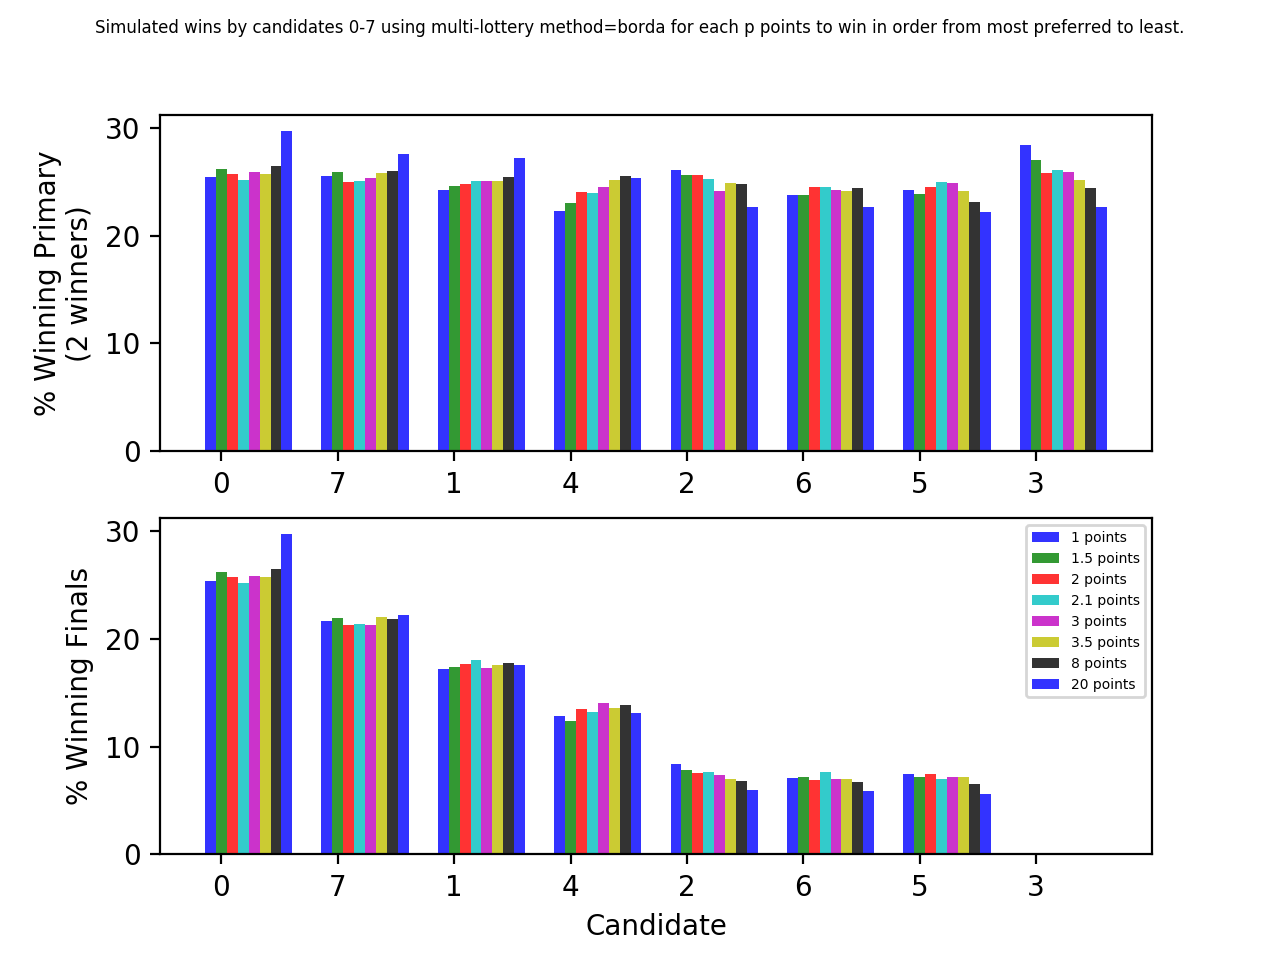 Simulated wins by candidates 0-7 using multi-lottery method=borda for each p points to win in order from most preferred to least.
% Winning Primary
(2 winners)
30
20
10
0
0 7 1 4 2 6 5 3
% Winning Finals
30
20
10
0
1 points
1.5 points
2 points
2.1 points
3 points
3.5 points
8 points
20 points
0 7 1 4 2 6 5 3
Candidate